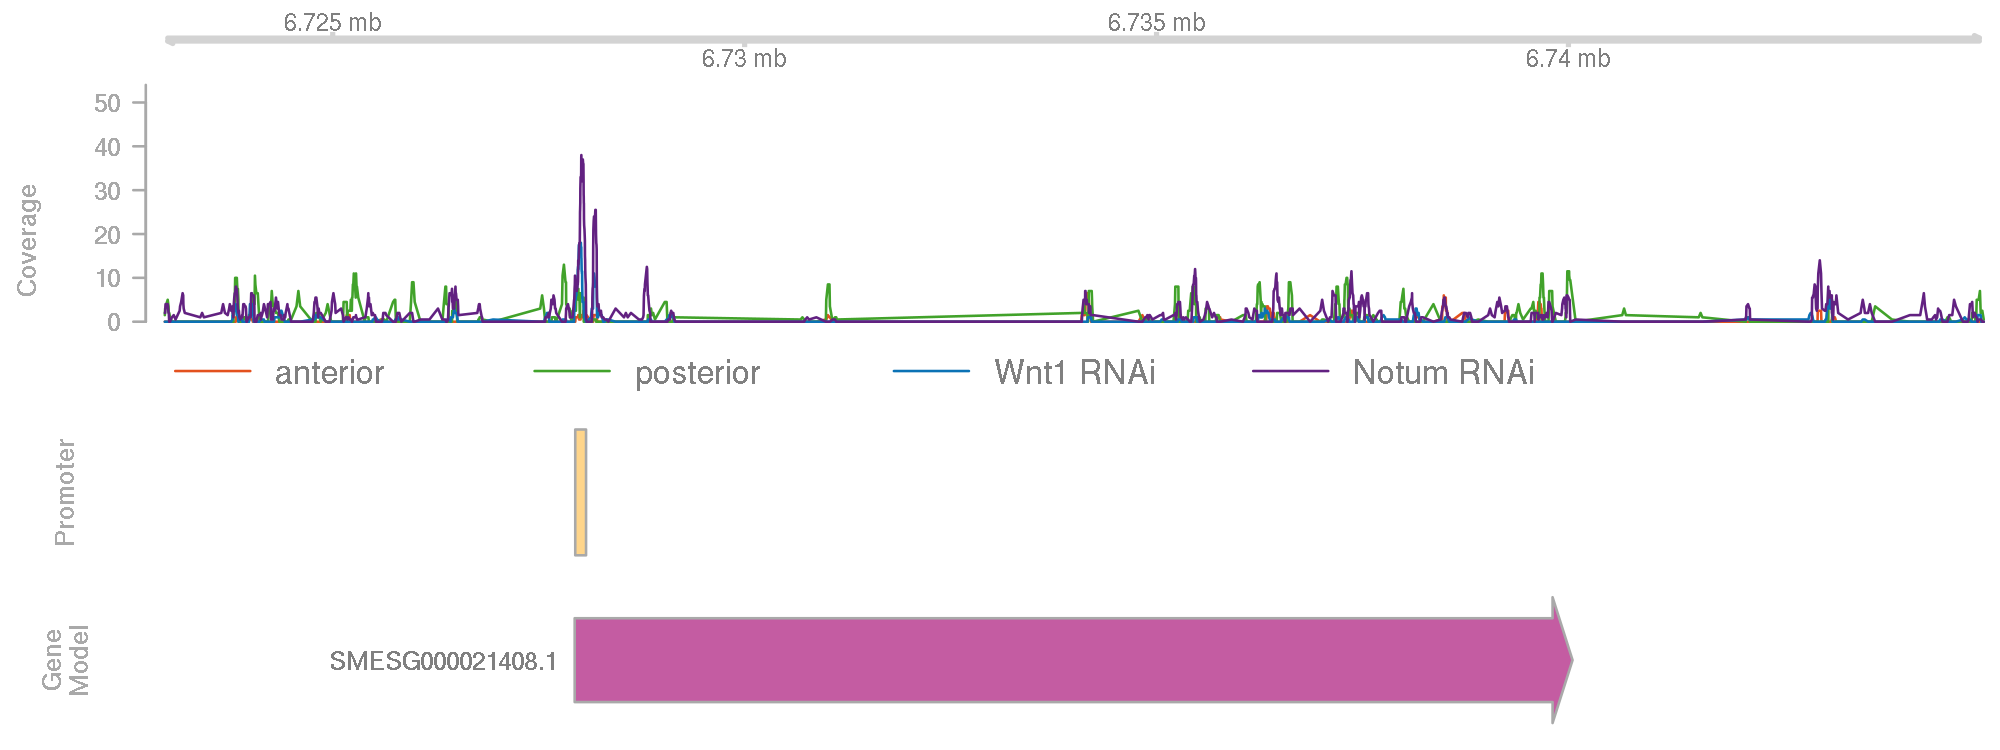 6.725 mb
6.735 mb
6.73 mb
6.74 mb
Coverage
50
40
30
20
10
0
anterior
posterior
Wnt1 RNAi
Notum RNAi
Promoter
Gene
Model
SMESG000021408.1